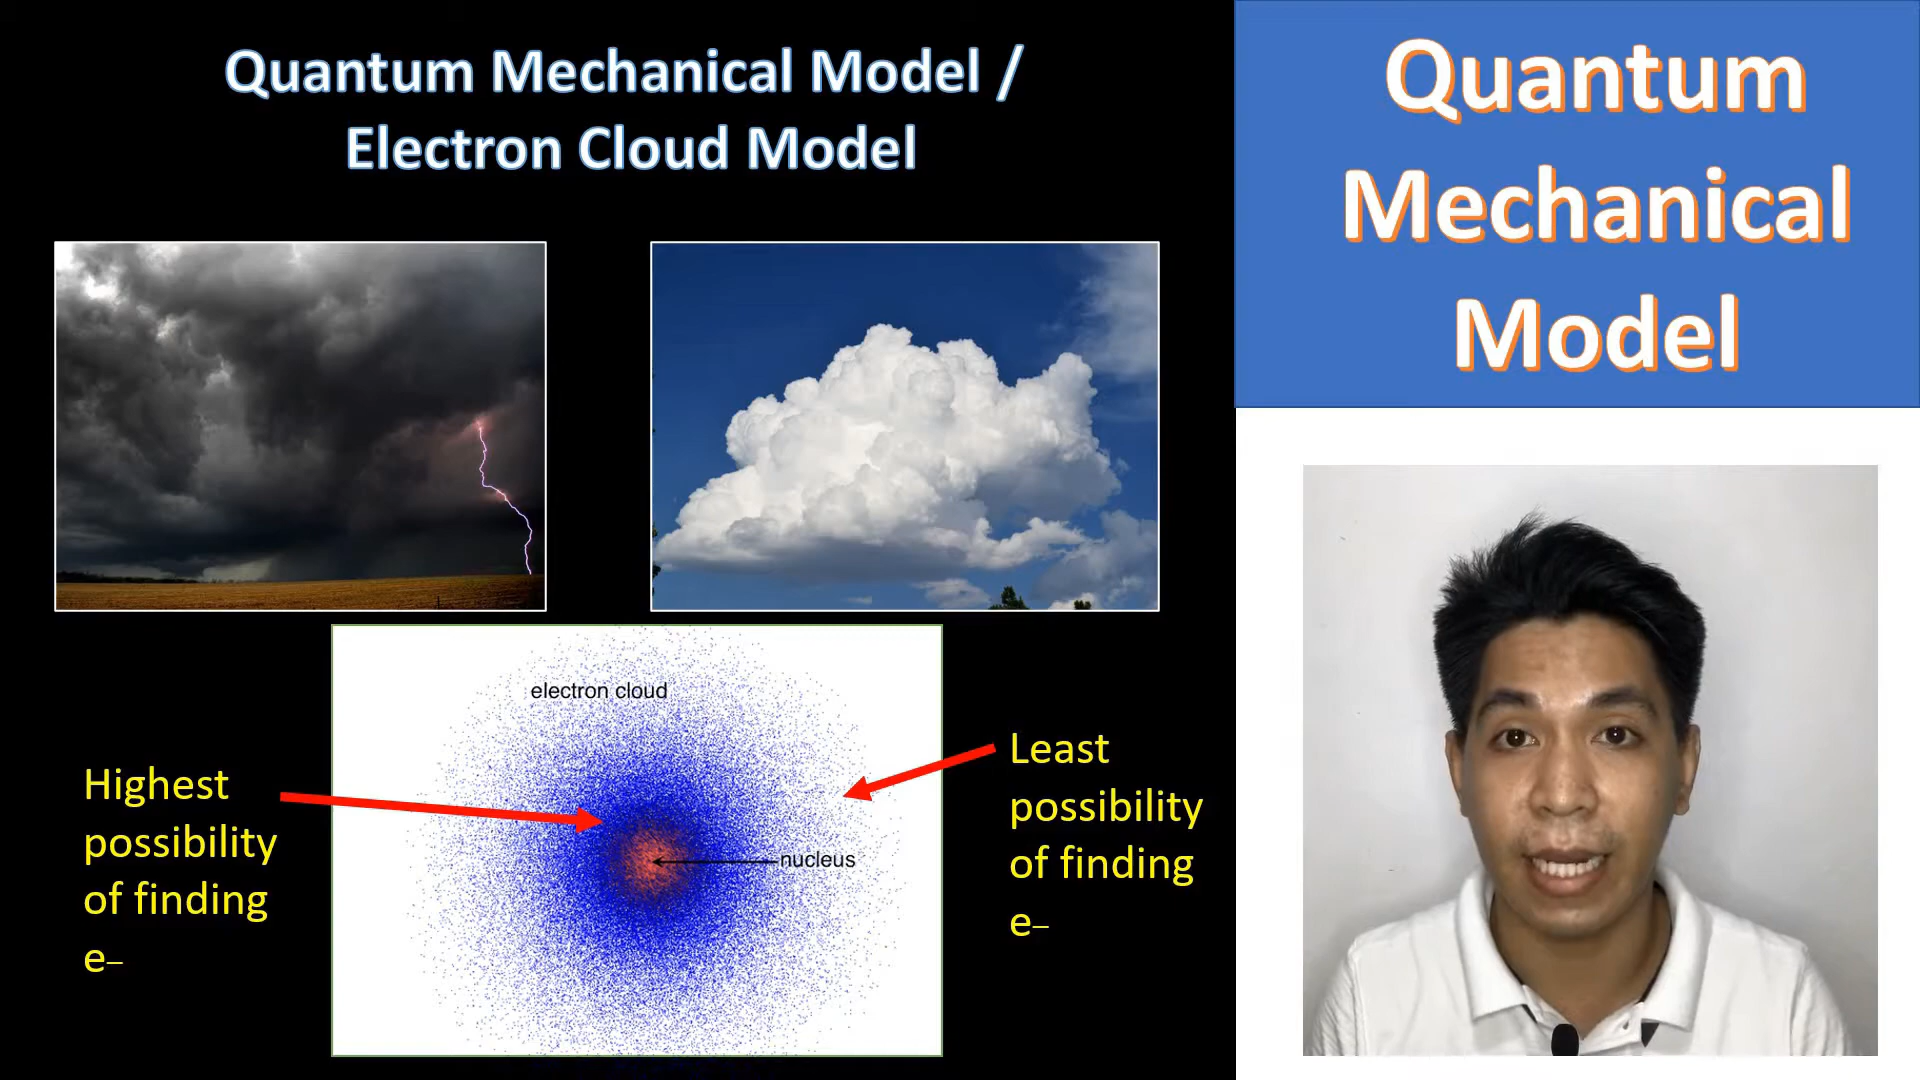 Quantum Mechanical Model /
Electron Cloud Model
Quantum
Mechanical
Model
electron cloud
nucleus
Highest
possibility
of finding
e–
Least
possibility
of finding
e–